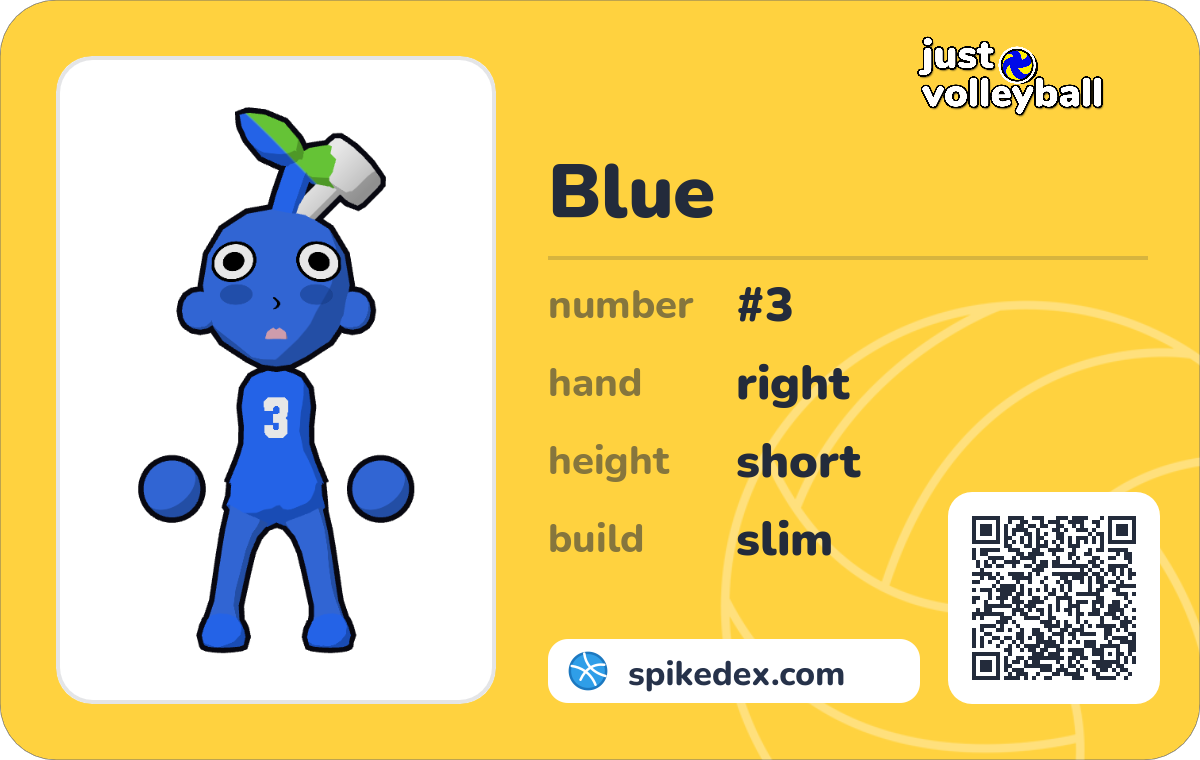 just
volleyball
Blue
number #3
hand right
height short
build slim
3
spikedex.com